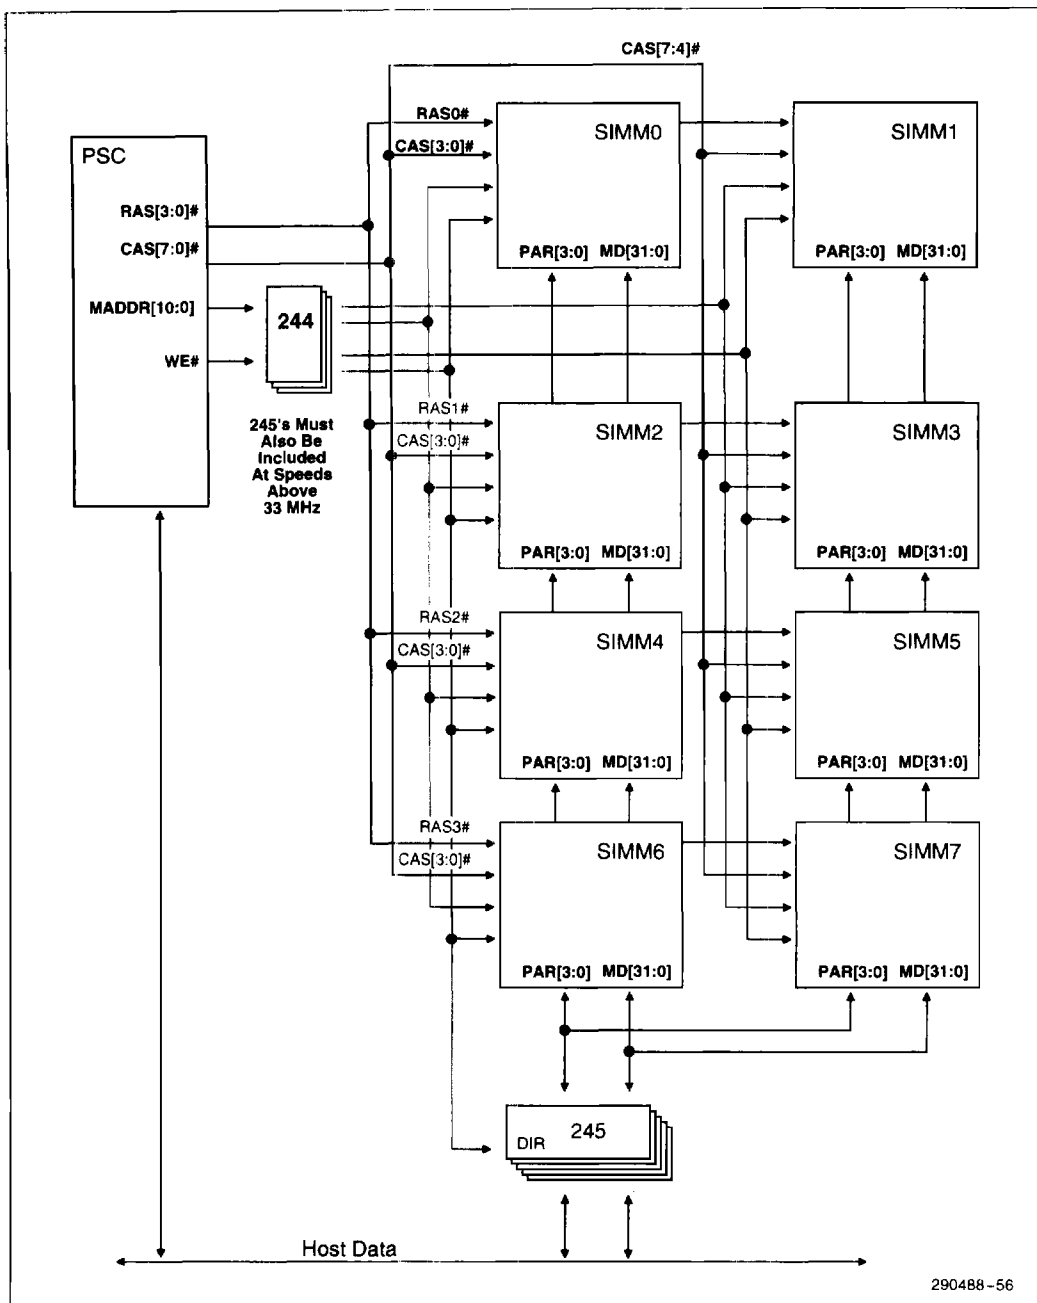 CAS[7:4]#
RAS0#
SIMM0
SIMM1
PSC
CAS[3:0]#
RAS[3:0]#
CAS[7:0]#
PAR[3:0] MD[31:0]
PAR[3:0] MD[31:0]
MADDR[10:0]
244
WE#
245's Must
Also Be
Included
At Speeds
Above
33 MHz
RAS1#
SIMM2
SIMM3
CAS[3:0]#
PAR[3:0] MD[31:0]
PAR[3:0] MD[31:0]
RAS2#
SIMM4
SIMM5
CAS[3:0]#
PAR[3:0] MD[31:0]
PAR[3:0] MD[31:0]
RAS3#
SIMM6
SIMM7
CAS[3:0]#
PAR[3:0] MD[31:0]
PAR[3:0] MD[31:0]
245
DIR
Host Data
290488-56